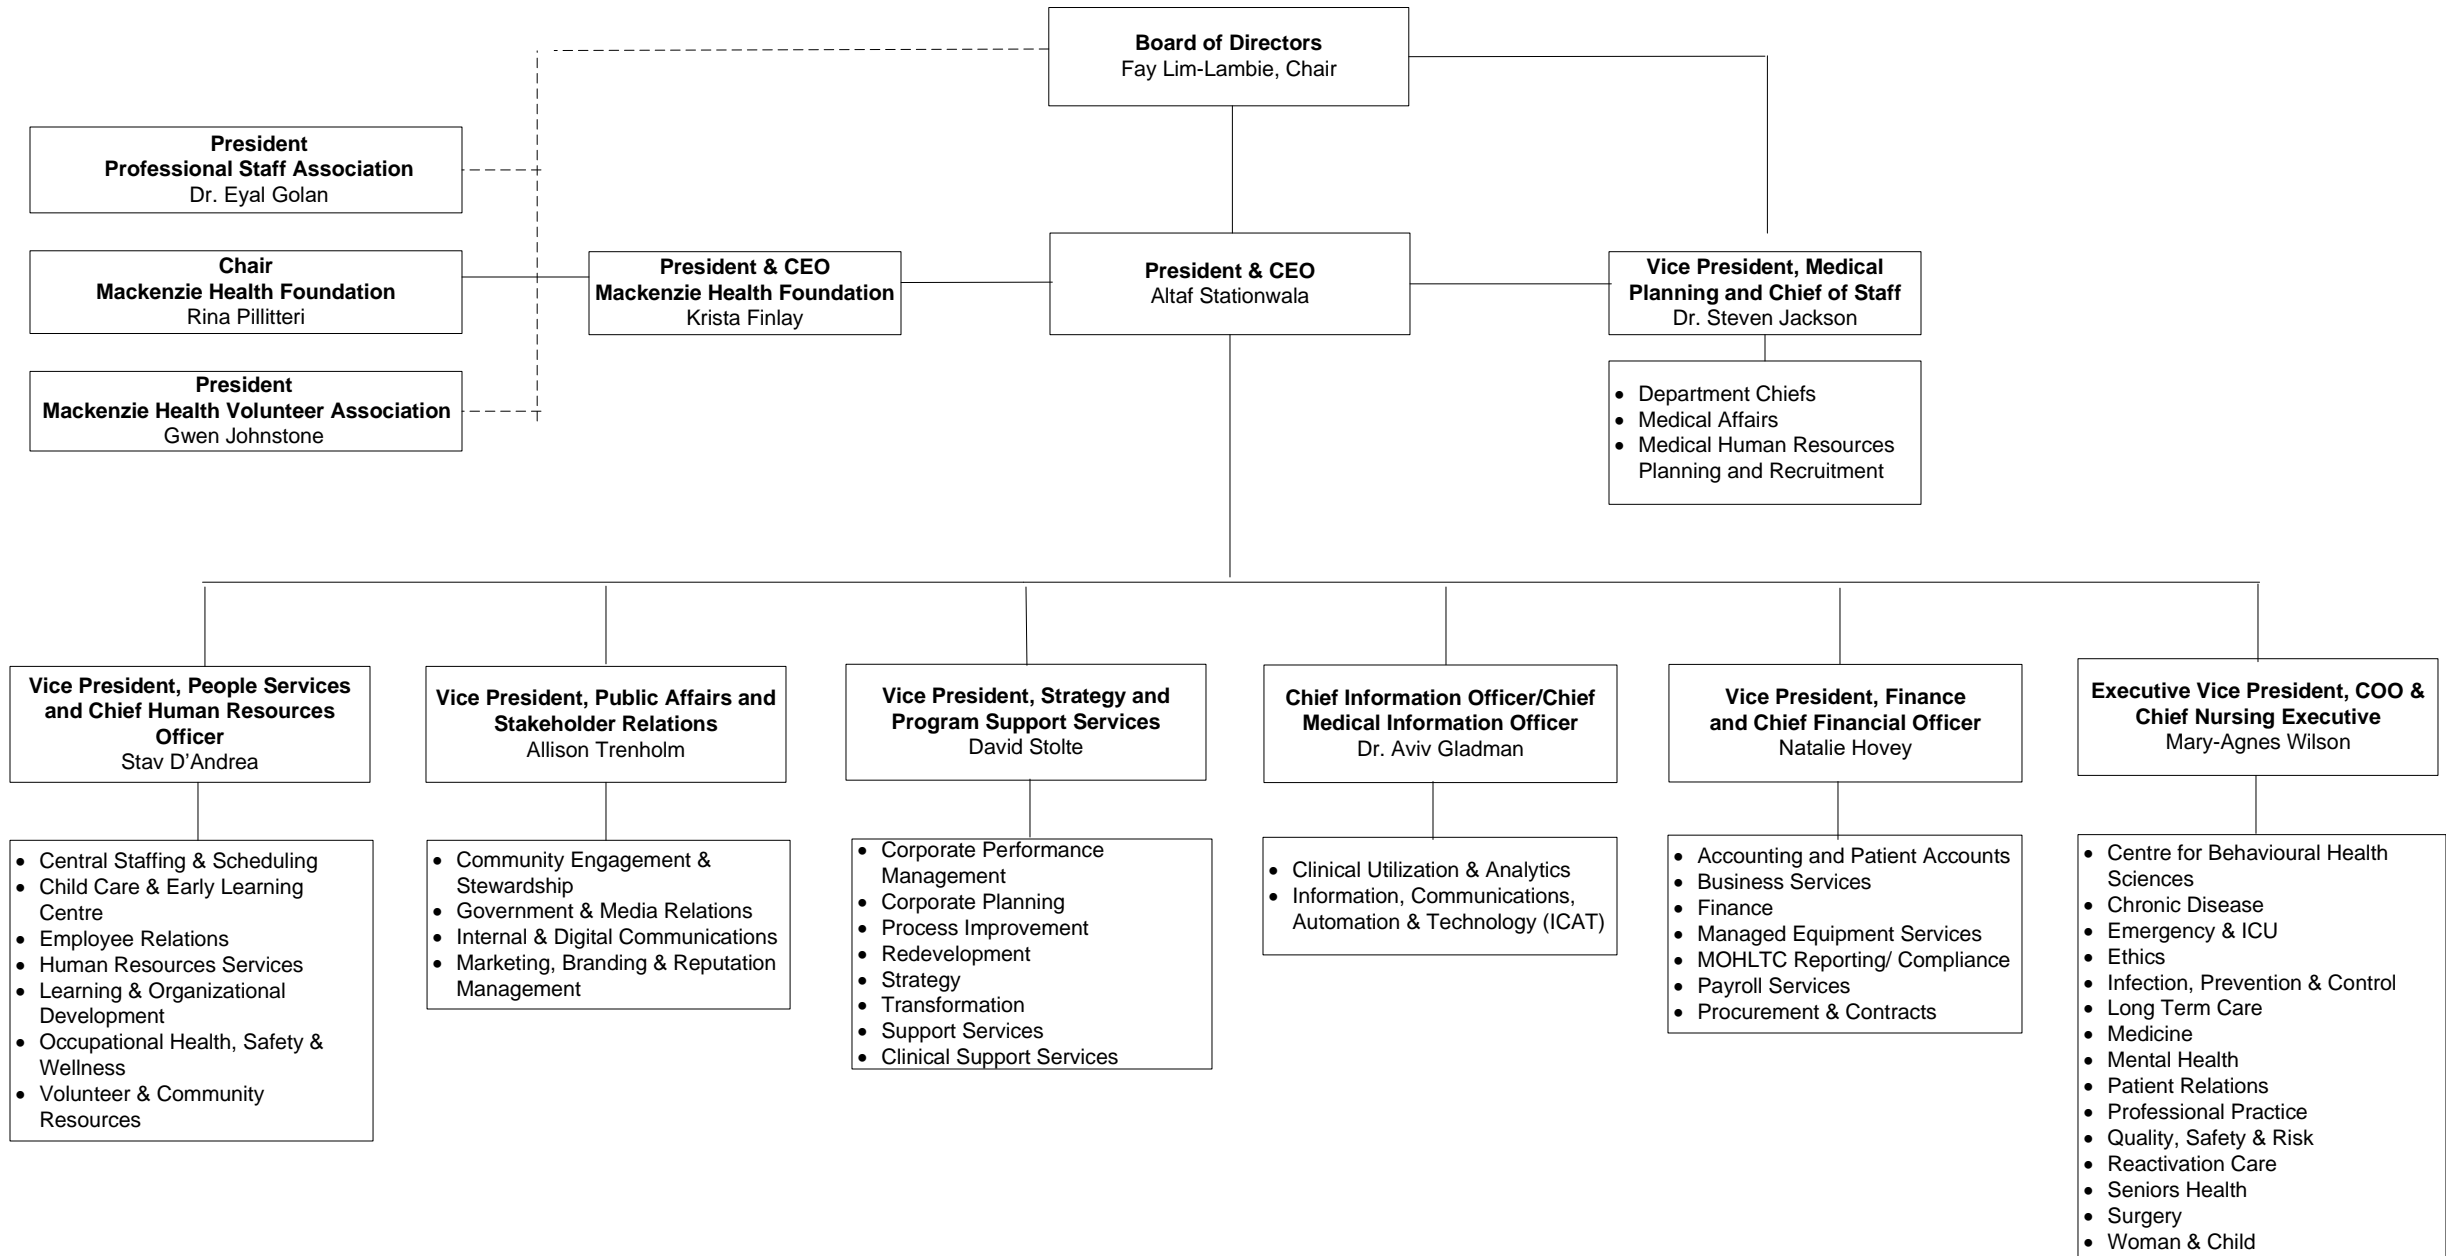 Board of Directors
Fay Lim-Lambie, Chair
President
Professional Staff Association
Dr. Eyal Golan
Chair
Mackenzie Health Foundation
Rina Pillitteri
President
Mackenzie Health Volunteer Association
Gwen Johnstone
President & CEO
Mackenzie Health Foundation
Krista Finlay
President & CEO
Altaf Stationwala
Vice President, Medical
Planning and Chief of Staff
Dr. Steven Jackson
• Department Chiefs
• Medical Affairs
• Medical Human Resources
Planning and Recruitment
Vice President, People Services
and Chief Human Resources
Officer
Stav D’Andrea
• Central Staffing & Scheduling
• Child Care & Early Learning
Centre
• Employee Relations
• Human Resources Services
• Learning & Organizational
Development
• Occupational Health, Safety &
Wellness
• Volunteer & Community
Resources
Vice President, Public Affairs and
Stakeholder Relations
Allison Trenholm
• Community Engagement &
Stewardship
• Government & Media Relations
• Internal & Digital Communications
• Marketing, Branding & Reputation
Management
Vice President, Strategy and
Program Support Services
David Stolte
• Corporate Performance
Management
• Corporate Planning
• Process Improvement
• Redevelopment
• Strategy
• Transformation
• Support Services
• Clinical Support Services
Chief Information Officer/Chief
Medical Information Officer
Dr. Aviv Gladman
• Clinical Utilization & Analytics
• Information, Communications,
Automation & Technology (ICAT)
Vice President, Finance
and Chief Financial Officer
Natalie Hovey
• Accounting and Patient Accounts
• Business Services
• Finance
• Managed Equipment Services
• MOHLTC Reporting/ Compliance
• Payroll Services
• Procurement & Contracts
Executive Vice President, COO &
Chief Nursing Executive
Mary-Agnes Wilson
• Centre for Behavioural Health
Sciences
• Chronic Disease
• Emergency & ICU
• Ethics
• Infection, Prevention & Control
• Long Term Care
• Medicine
• Mental Health
• Patient Relations
• Professional Practice
• Quality, Safety & Risk
• Reactivation Care
• Seniors Health
• Surgery
• Woman & Child